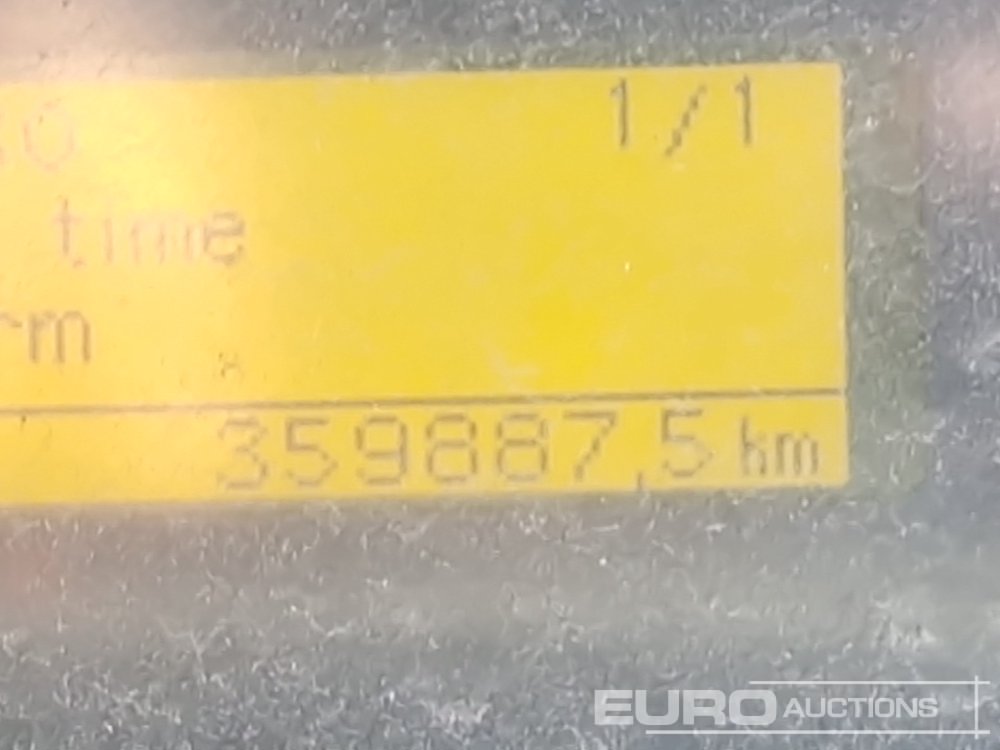 1/1
time
359887,5 km
EURO AUCTIONS